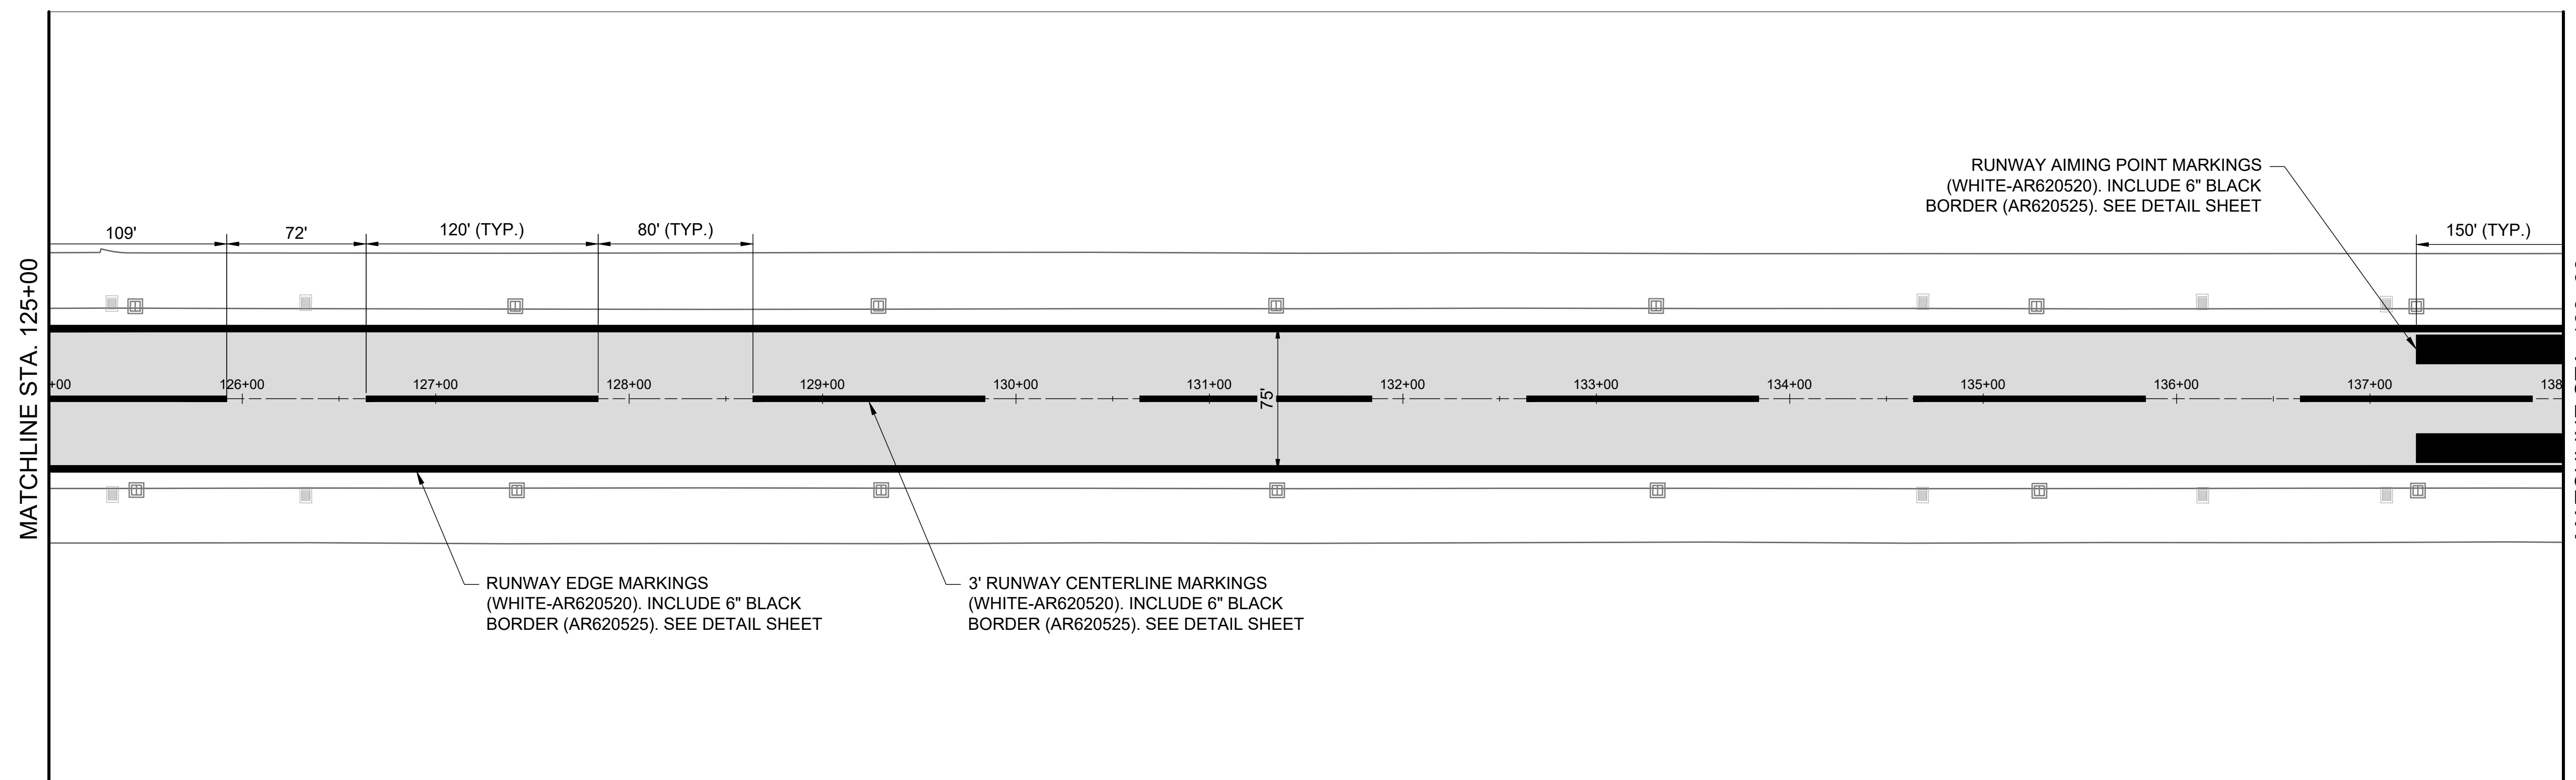 RUNWAY AIMING POINT MARKINGS
(WHITE-AR620520). INCLUDE 6" BLACK
BORDER (AR620525). SEE DETAIL SHEET
109'
72'
120' (TYP.)
80' (TYP.)
150' (TYP.)
MATCHLINE STA. 125+00
+00
126+00
127+00
128+00
129+00
130+00
131+00
132+00
133+00
134+00
135+00
136+00
137+00
138
75'
RUNWAY EDGE MARKINGS
(WHITE-AR620520). INCLUDE 6" BLACK
BORDER (AR620525). SEE DETAIL SHEET
3' RUNWAY CENTERLINE MARKINGS
(WHITE-AR620520). INCLUDE 6" BLACK
BORDER (AR620525). SEE DETAIL SHEET